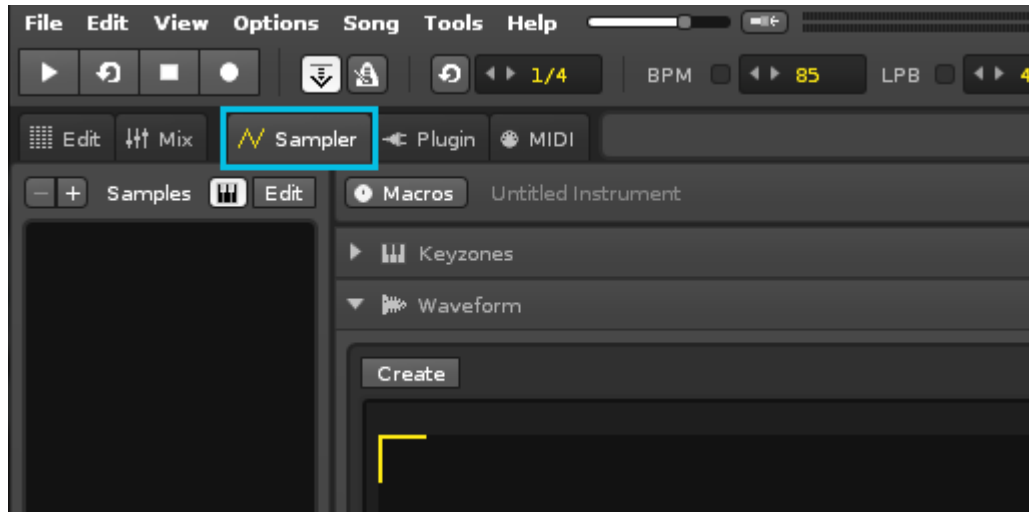 File Edit View Options Song Tools Help
1/4 BPM 85 LPB 4
Edit Mix Sampler Plugin MIDI
Samples Edit Macros Untitled Instrument
Keyzones
Waveform
Create